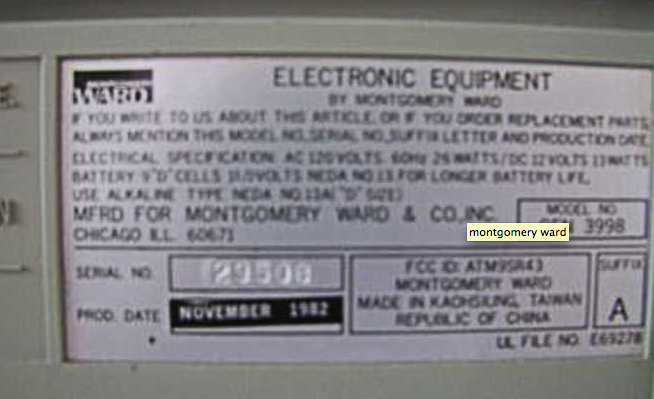 WARD
ELECTRONIC EQUIPMENT
BY MONTGOMERY WARD
IF YOU WRITE TO US ABOUT THIS ARTICLE, OR IF YOU ORDER REPLACEMENT PARTS
ALWAYS MENTION THIS MODEL NO., SERIAL NO., SUFFIX LETTER AND PRODUCTION DATE
ELECTRICAL SPECIFICATION: AC 120 VOLTS 60Hz 26 WATTS/DC 12 VOLTS 13 WATTS
BATTERY 9 "D" CELLS VOLTS NEDA NO. 13 FOR LONGER BATTERY LIFE,
USE ALKALINE TYPE NEDA NO. 13A ("D" SIZE)
MFRD FOR MONTGOMERY WARD & CO., INC.
CHICAGO ILL. 60671
MODEL NO.
3998
montgomery ward
SERIAL NO.
PROD. DATE
NOVEMBER 1982
FCC ID: ATM9SR43
MONTGOMERY WARD
MADE IN KAOHSIUNG, TAIWAN
REPUBLIC OF CHINA
SUFFIX
A
UL FILE NO. E69278